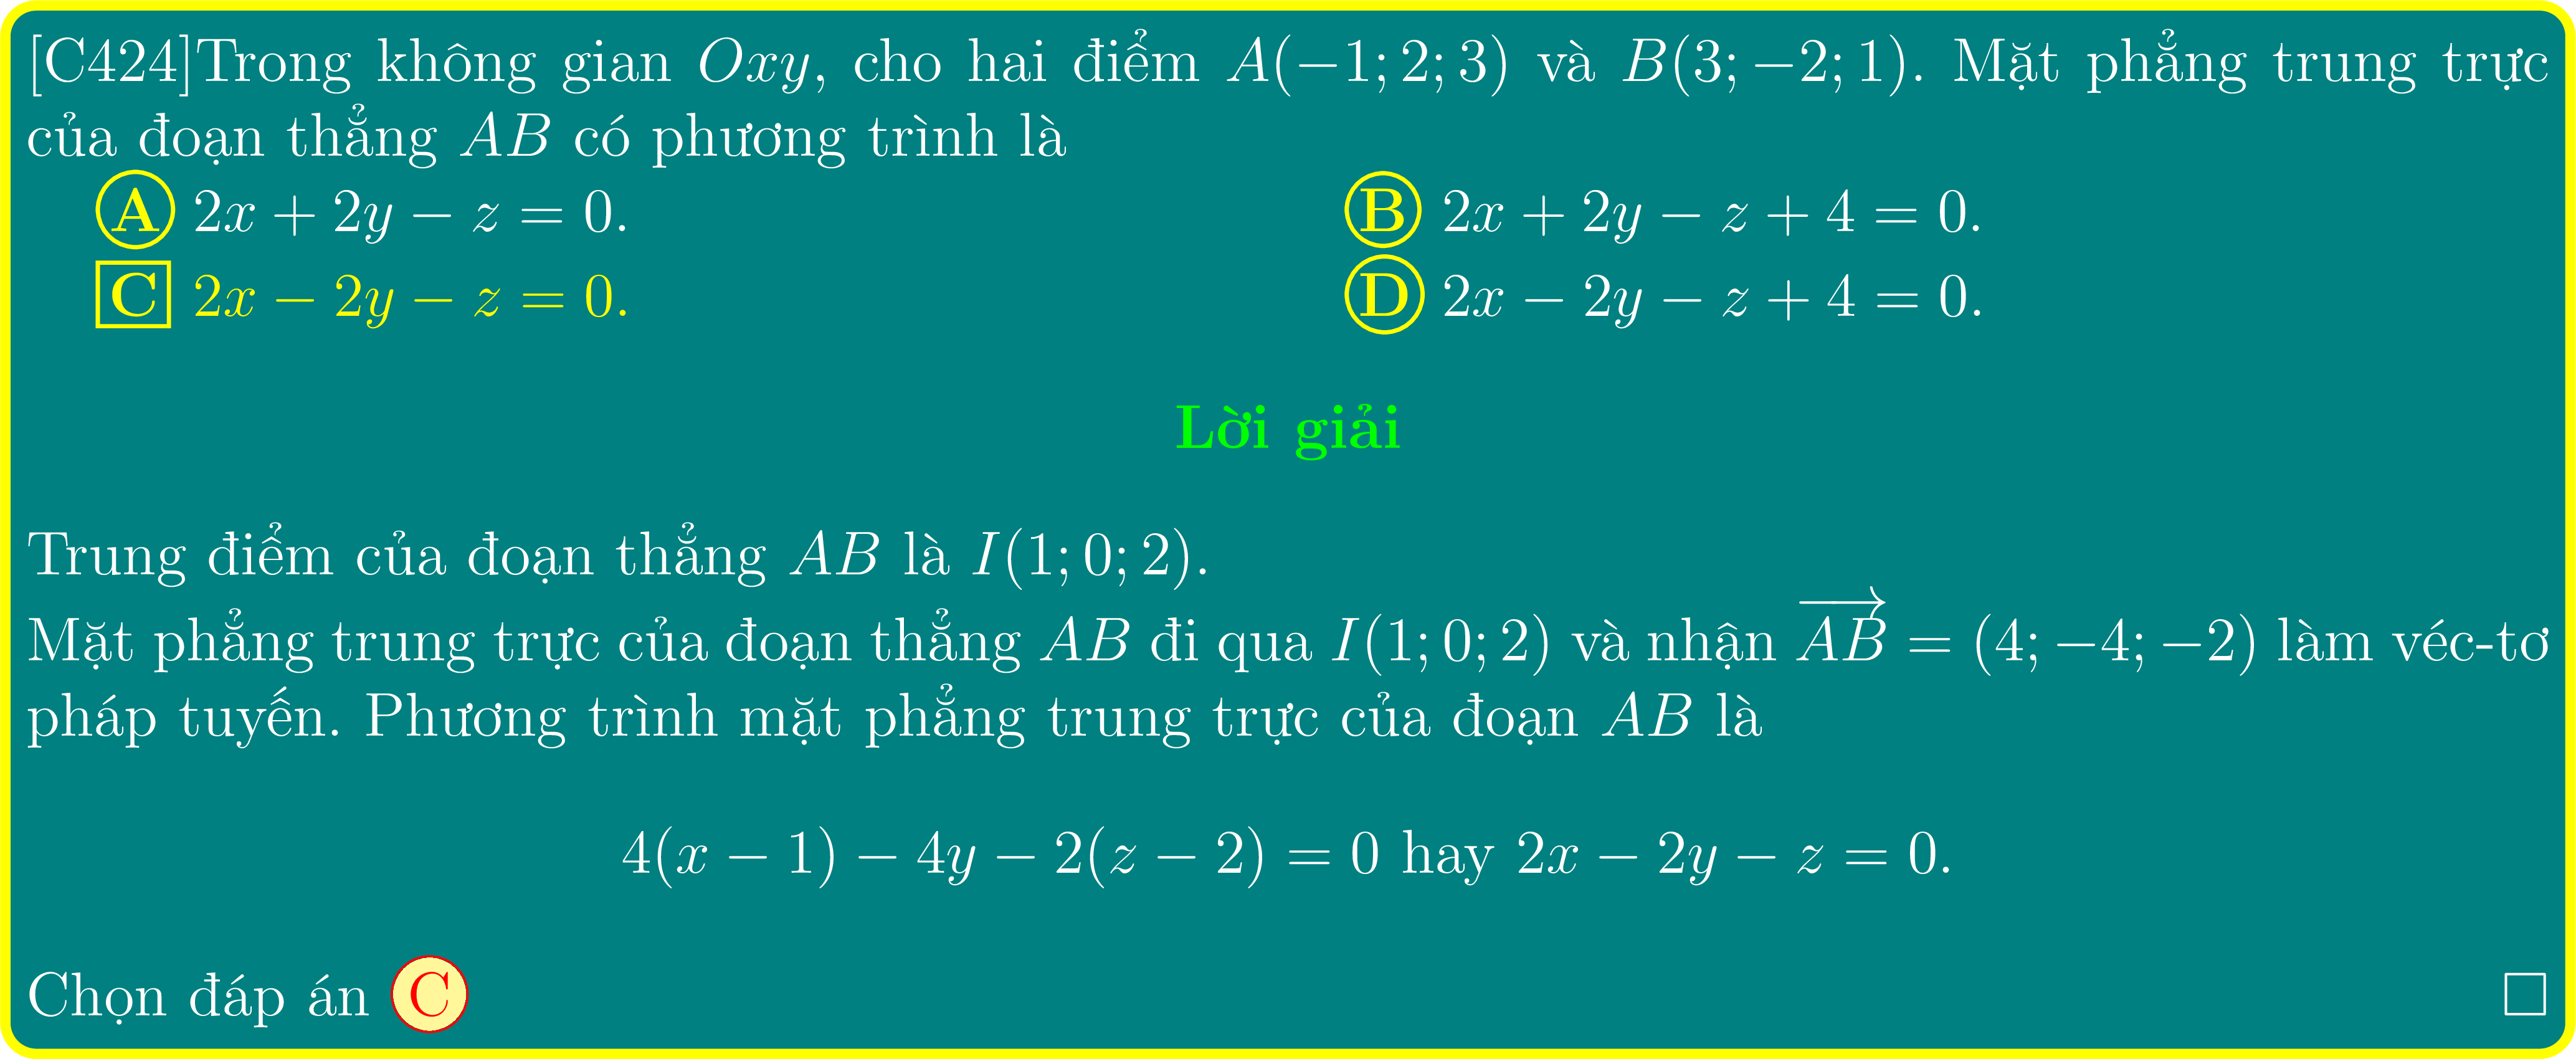 [C424]Trong không gian Oxy, cho hai điểm A(−1; 2; 3) và B(3; −2; 1). Mặt phẳng trung trực
của đoạn thẳng AB có phương trình là
A 2x + 2y − z = 0. B 2x + 2y − z + 4 = 0.
C 2x − 2y − z = 0. D 2x − 2y − z + 4 = 0.
Lời giải
Trung điểm của đoạn thẳng AB là I(1; 0; 2).
Mặt phẳng trung trực của đoạn thẳng AB đi qua I(1; 0; 2) và nhận \overrightarrow{AB} = (4; −4; −2) làm véc-tơ
pháp tuyến. Phương trình mặt phẳng trung trực của đoạn AB là
4(x − 1) − 4y − 2(z − 2) = 0 hay 2x − 2y − z = 0.
Chọn đáp án C □